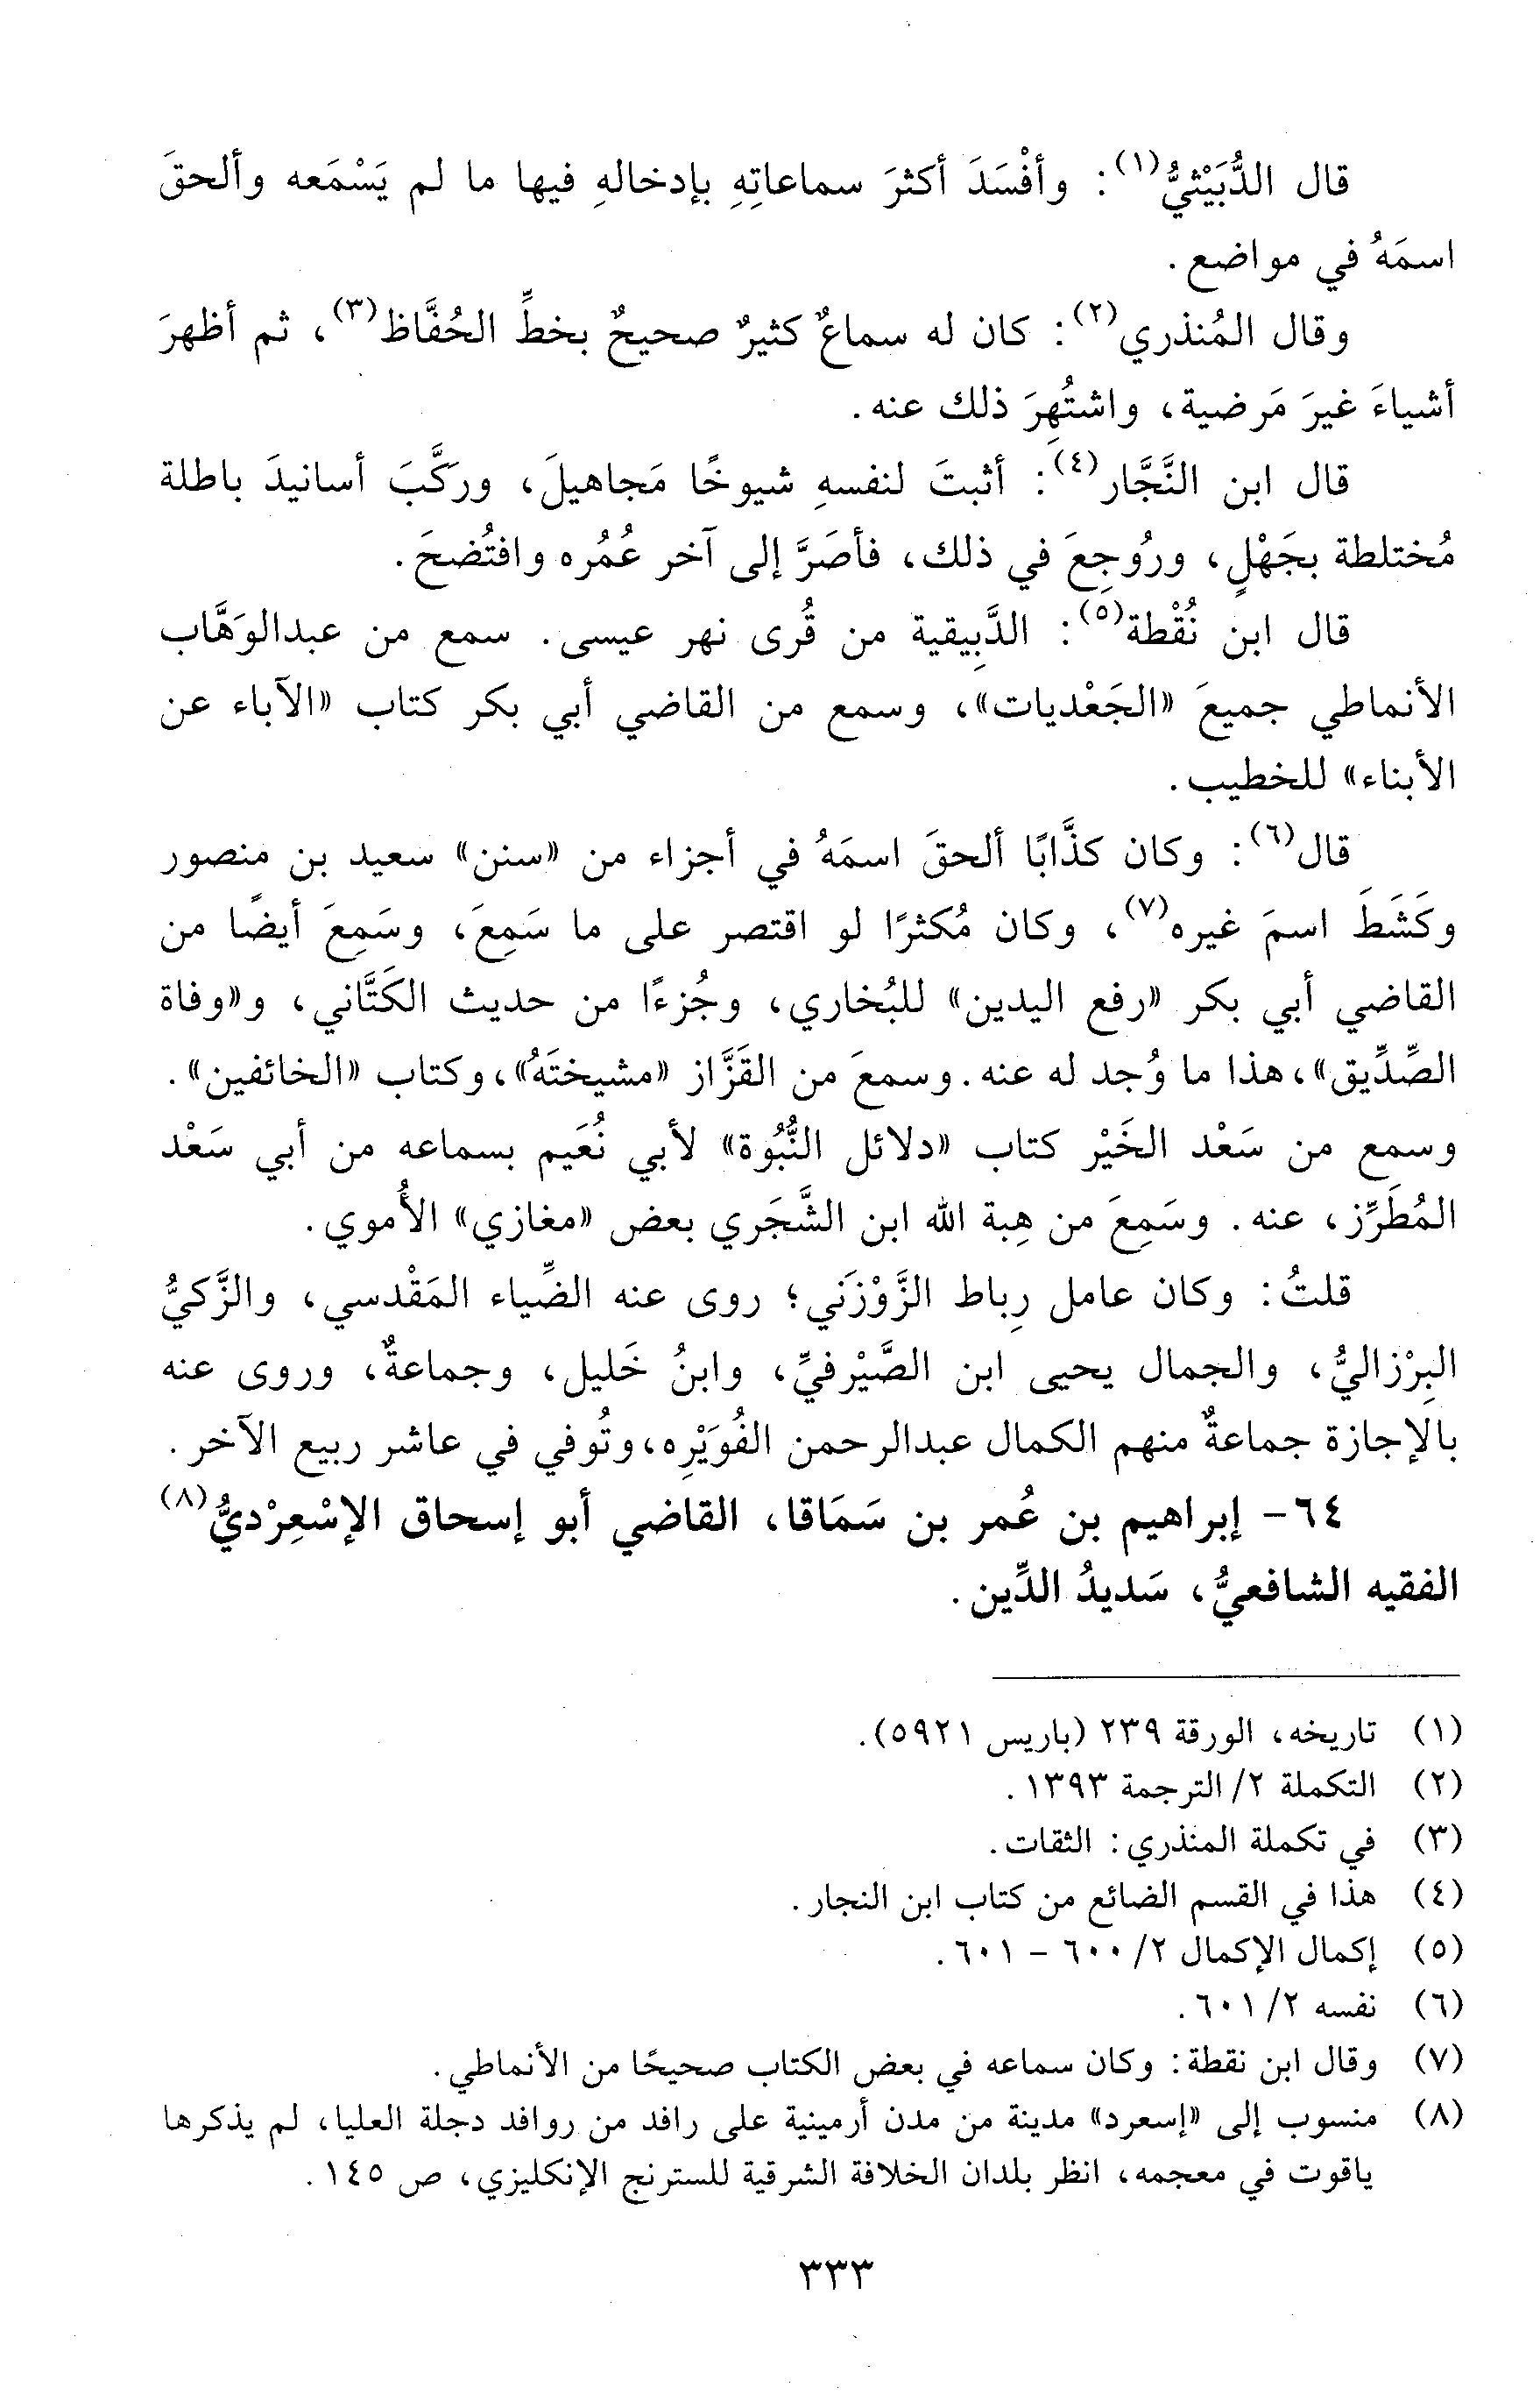 قال الدُّبَيْثيُّ(١): وأفْسَدَ أكثرَ سماعاتِهِ بإدخالهِ فيها ما لم يَسْمَعه وألحقَ
اسمَهُ في مواضع.
وقال المُنذري(٢): كان له سماعٌ كثيرٌ صحيحٌ بخطِّ الحُفَّاظ(٣)، ثم أظهرَ
أشياءَ غيرَ مَرضية، واشتُهِرَ ذلك عنه.
قال ابن النَّجَّار(٤): أثبتَ لنفسهِ شيوخًا مَجاهيلَ، وركَّبَ أسانيدَ باطلة
مُختلطة بجَهْلٍ، ورُوجِعَ في ذلك، فأصَرَّ إلى آخر عُمُره وافتُضحَ.
قال ابن نُقْطة(٥): الدَّبِيقية من قُرى نهر عيسى. سمع من عبدالوَهَّاب
الأنماطي جميعَ «الجَعْديات»، وسمع من القاضي أبي بكر كتاب «الآباء عن
الأبناء» للخطيب.
قال(٦): وكان كذَّابًا ألحقَ اسمَهُ في أجزاء من «سنن» سعيد بن منصور
وكَشَطَ اسمَ غيره(٧)، وكان مُكثرًا لو اقتصر على ما سَمِعَ، وسَمِعَ أيضًا من
القاضي أبي بكر «رفع اليدين» للبُخاري، وجُزءًا من حديث الكَتَّاني، و«وفاة
الصِّدِّيق»، هذا ما وُجد له عنه. وسمعَ من القَزَّاز «مشيختَهُ»، وكتاب «الخائفين».
وسمع من سَعْد الخَيْر كتاب «دلائل النُّبُوة» لأبي نُعَيم بسماعه من أبي سَعْد
المُطَرِّز، عنه. وسَمِعَ من هِبة الله ابن الشَّجَري بعض «مغازي» الأُموي.
قلتُ: وكان عامل رِباط الزَّوْزَني؛ روى عنه الضِّياء المَقْدسي، والزَّكيُّ
البِرْزاليُّ، والجمال يحيى ابن الصَّيْرفيِّ، وابنُ خَليل، وجماعةٌ، وروى عنه
بالإجازة جماعةٌ منهم الكمال عبدالرحمن الفُوَيْرِه، وتُوفي في عاشر ربيع الآخر.
٦٤- إبراهيم بن عُمر بن سَمَاقا، القاضي أبو إسحاق الإسْعِرْديُّ(٨)
الفقيه الشافعيُّ، سَديدُ الدِّين.
(١) تاريخه، الورقة ٢٣٩ (باريس ٥٩٢١).
(٢) التكملة ٢/ الترجمة ١٣٩٣.
(٣) في تكملة المنذري: الثقات.
(٤) هذا في القسم الضائع من كتاب ابن النجار.
(٥) إكمال الإكمال ٢/ ٦٠٠ – ٦٠١.
(٦) نفسه ٢/ ٦٠١.
(٧) وقال ابن نقطة: وكان سماعه في بعض الكتاب صحيحًا من الأنماطي.
(٨) منسوب إلى «إسعرد» مدينة من مدن أرمينية على رافد من روافد دجلة العليا، لم يذكرها
ياقوت في معجمه، انظر بلدان الخلافة الشرقية للسترنج الإنكليزي، ص ١٤٥.
٣٣٣